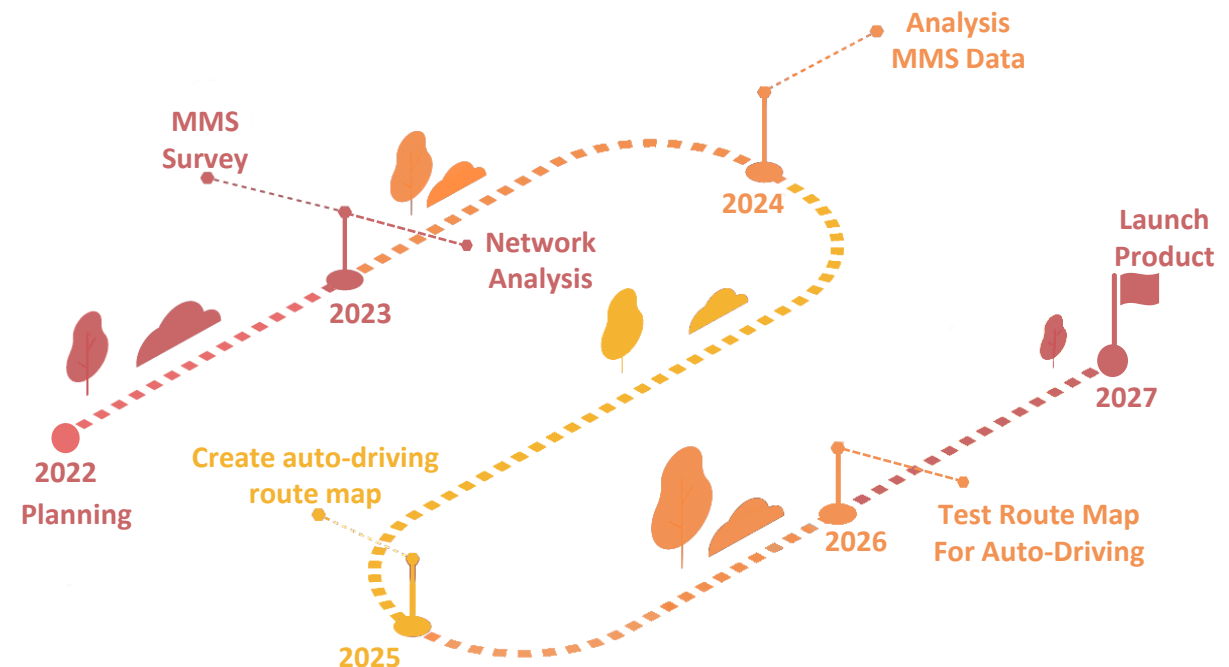 2022
Planning
MMS
Survey
2023
Network
Analysis
Analysis
MMS Data
2024
Create auto-driving
route map
2025
2026
Test Route Map
For Auto-Driving
Launch
Product
2027